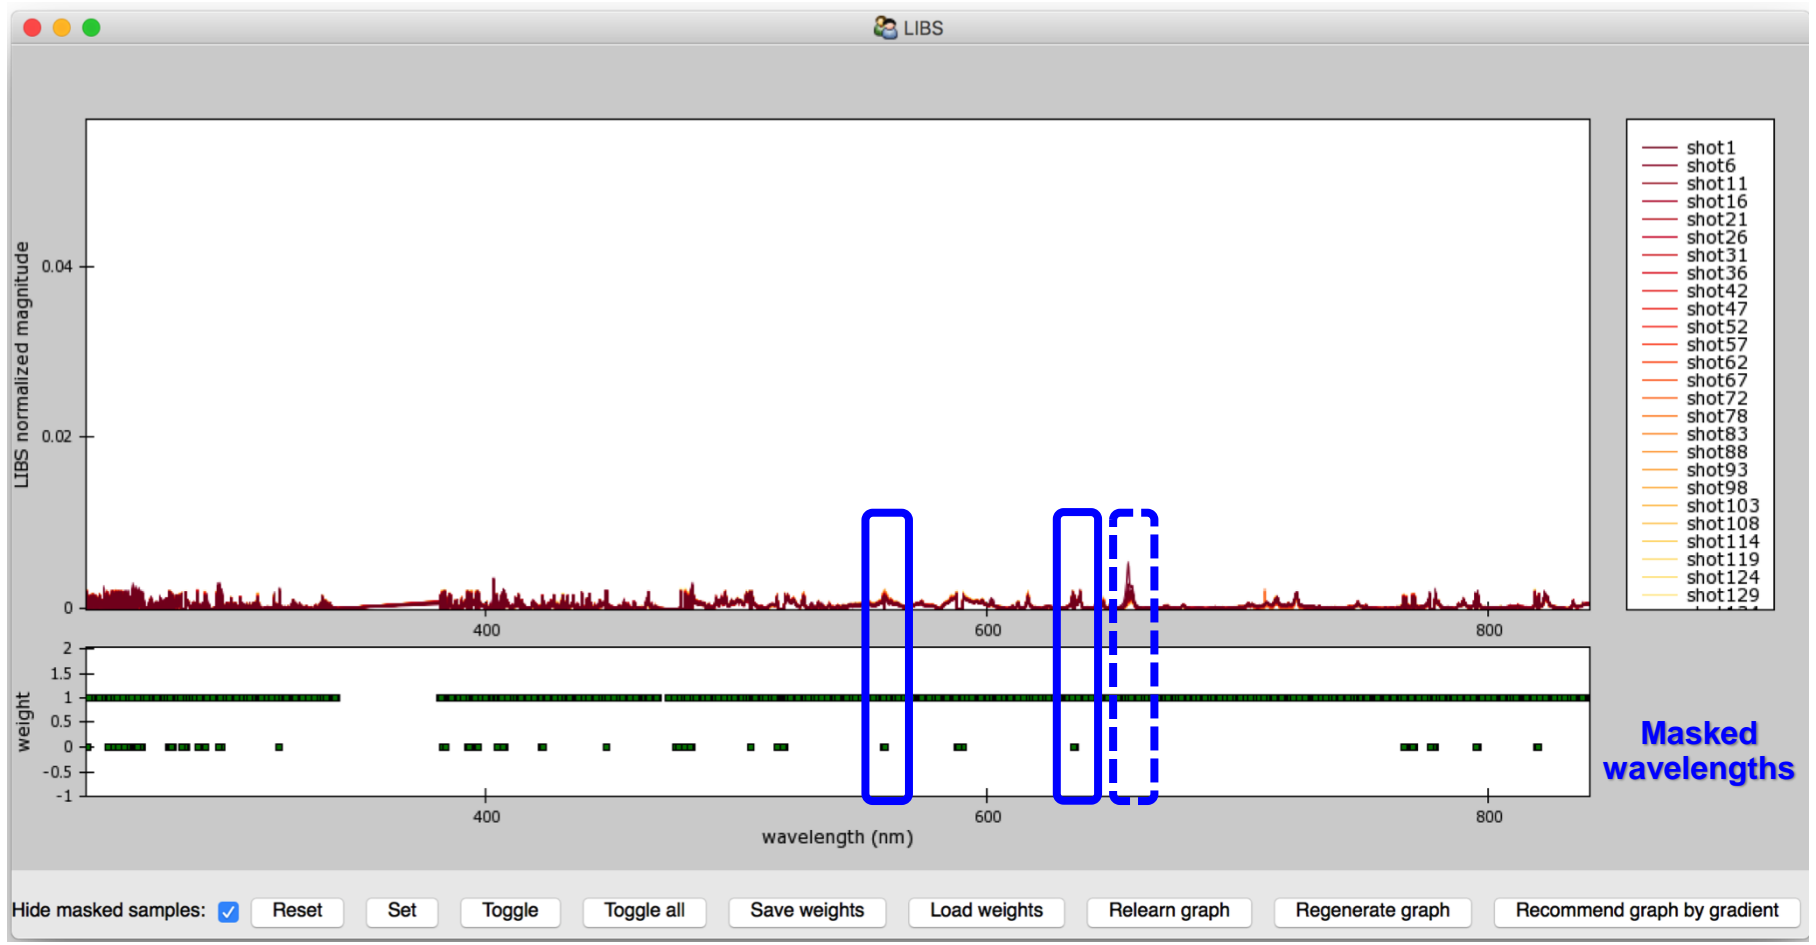 LIBS
LIBS normalized magnitude
0.04
0.02
0
400
600
800
shot1
shot6
shot11
shot16
shot21
shot26
shot31
shot36
shot42
shot47
shot52
shot57
shot62
shot67
shot72
shot78
shot83
shot88
shot93
shot98
shot103
shot108
shot114
shot119
shot124
shot129
weight
2
1.5
1
0.5
0
-0.5
-1
400
600
800
wavelength (nm)
Masked
wavelengths
Hide masked samples:
Reset
Set
Toggle
Toggle all
Save weights
Load weights
Relearn graph
Regenerate graph
Recommend graph by gradient